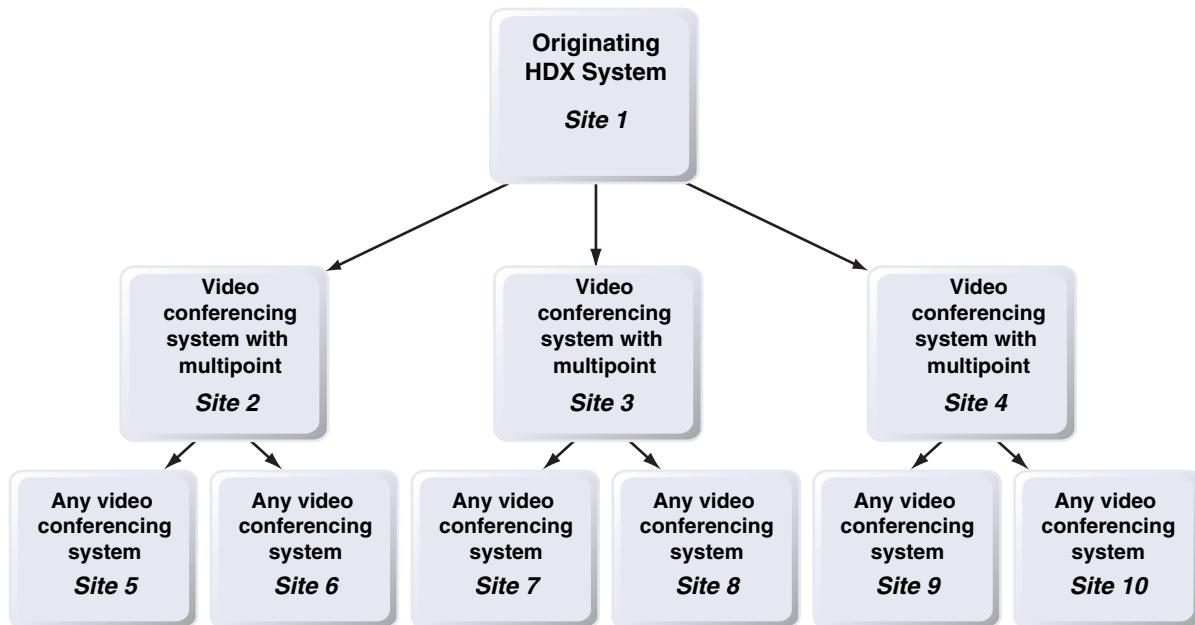 Originating
HDX System
Site 1
Video
conferencing
system with
multipoint
Site 2
Video
conferencing
system with
multipoint
Site 3
Video
conferencing
system with
multipoint
Site 4
Any video
conferencing
system
Site 5
Any video
conferencing
system
Site 6
Any video
conferencing
system
Site 7
Any video
conferencing
system
Site 8
Any video
conferencing
system
Site 9
Any video
conferencing
system
Site 10